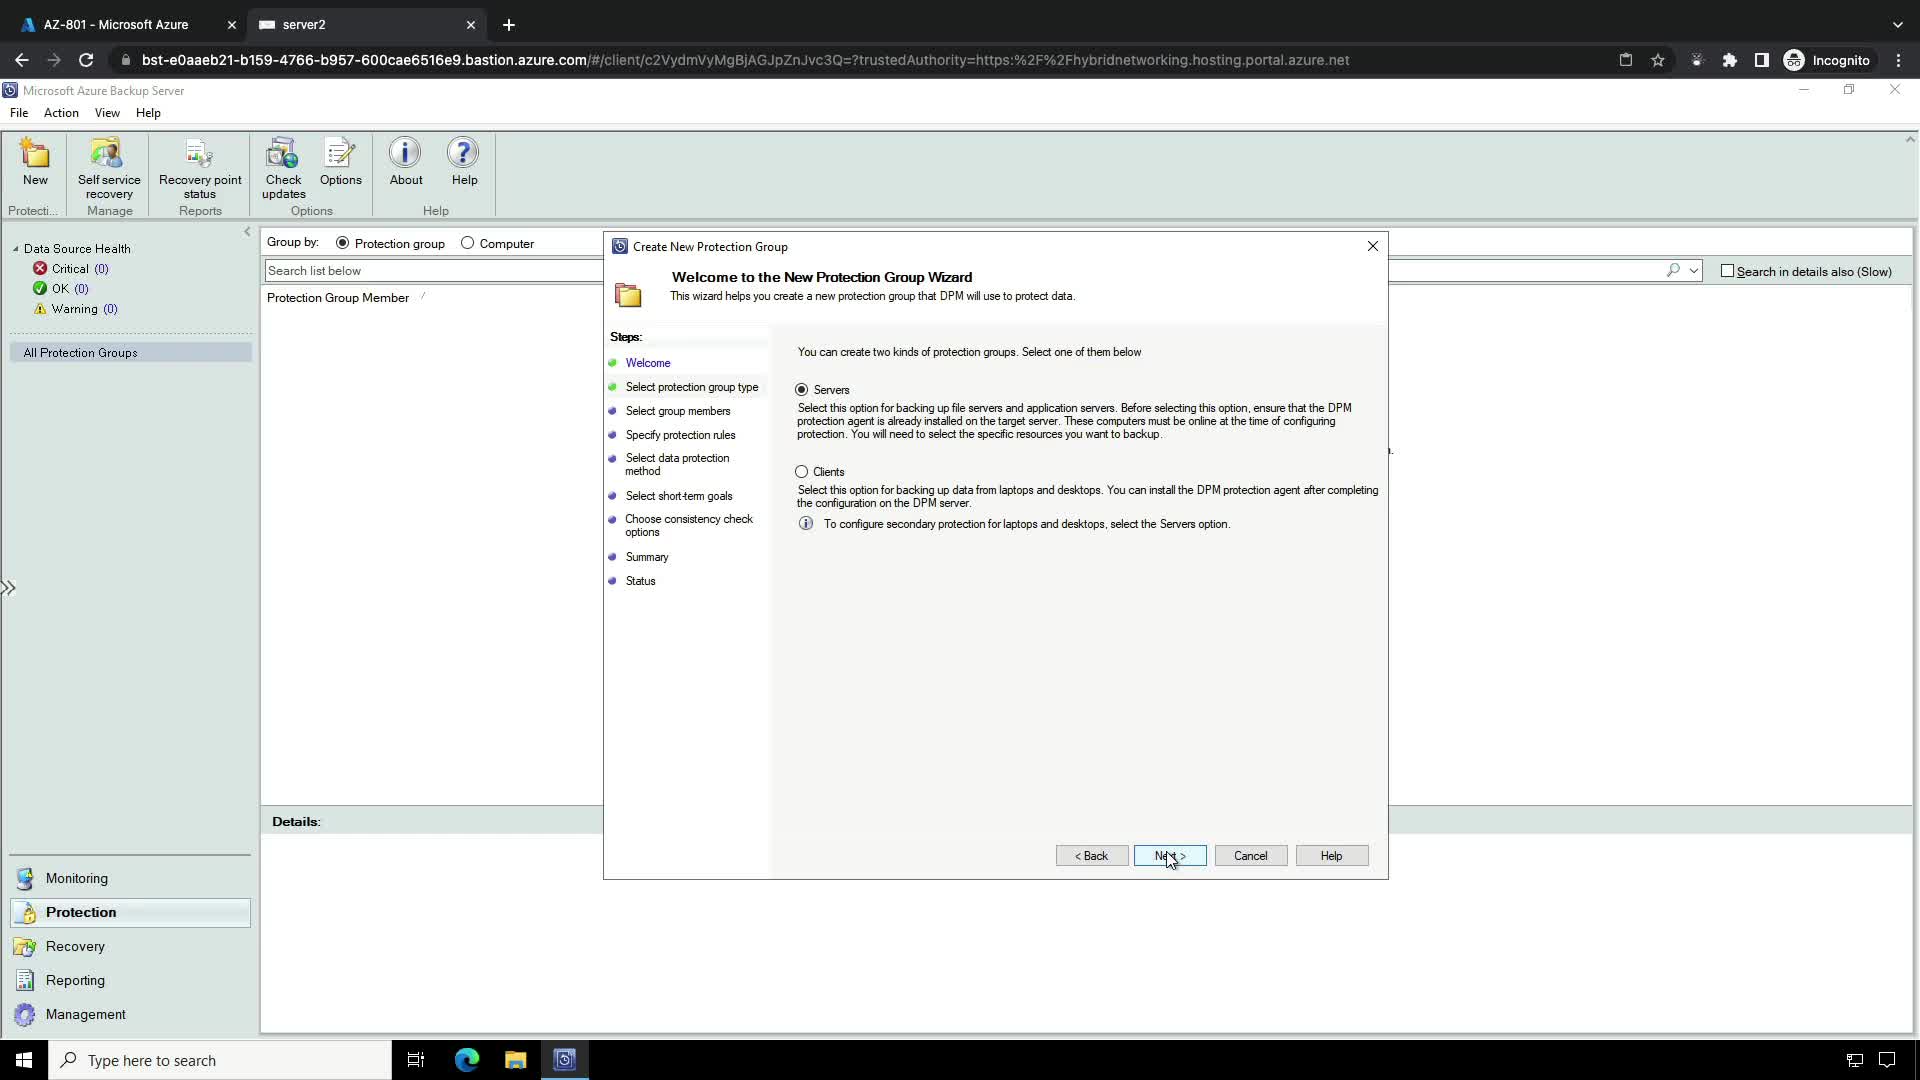 AZ-801 - Microsoft Azure
server2
bst-e0aaeb21-b159-4766-b957-600cae6516e9.bastion.azure.com/#/client/c2VydmVyMgBjAGJpZnJvc3Q=?trustedAuthority=https:%2F%2Fhybridnetworking.hosting.portal.azure.net
Incognito
Microsoft Azure Backup Server
File Action View Help
New
Self service
recovery
Recovery point
status
Check
updates
Options
About
Help
Protecti...
Manage
Reports
Options
Help
Data Source Health
Critical (0)
OK (0)
Warning (0)
All Protection Groups
Group by: Protection group Computer
Search list below
Search in details also (Slow)
Protection Group Member
Create New Protection Group
Welcome to the New Protection Group Wizard
This wizard helps you create a new protection group that DPM will use to protect data.
Steps:
Welcome
Select protection group type
Select group members
Specify protection rules
Select data protection
method
Select short-term goals
Choose consistency check
options
Summary
Status
You can create two kinds of protection groups. Select one of them below
Servers
Select this option for backing up file servers and application servers. Before selecting this option, ensure that the DPM
protection agent is already installed on the target server. These computers must be online at the time of configuring
protection. You will need to select the specific resources you want to backup.
Clients
Select this option for backing up data from laptops and desktops. You can install the DPM protection agent after completing
the configuration on the DPM server.
To configure secondary protection for laptops and desktops, select the Servers option.
< Back
Next >
Cancel
Help
Details:
Monitoring
Protection
Recovery
Reporting
Management
Type here to search